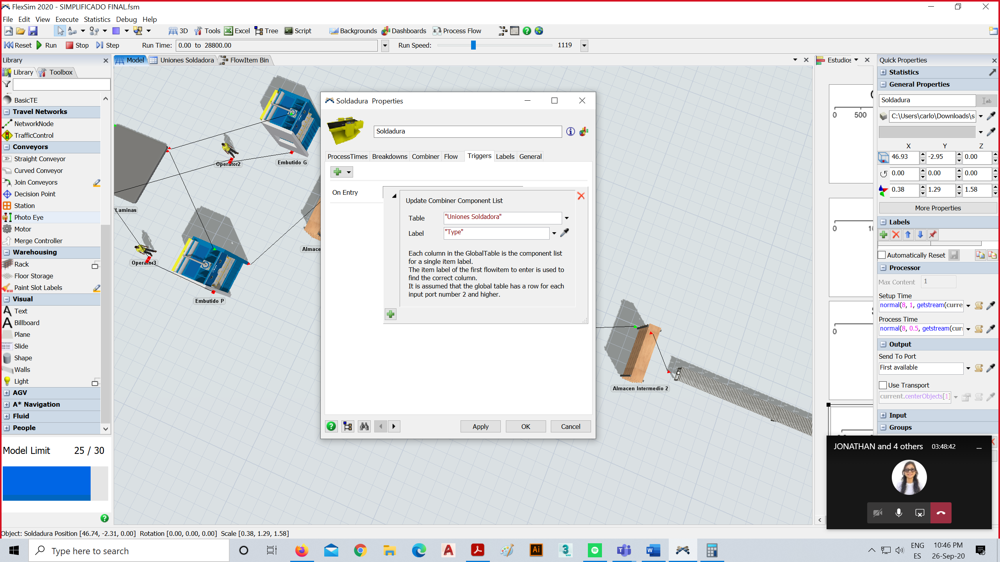 FlexSim 2020 - SIMPLIFICADO FINAL.fsm
File Edit View Execute Statistics Debug Help
3D Tools Excel Tree Script Backgrounds Dashboards Process Flow
Reset Run Stop Step Run Time: 0.00 to 28800.00 Run Speed: 1119
Library
Library Toolbox
BasicTE
Travel Networks
NetworkNode
TrafficControl
Conveyors
Straight Conveyor
Curved Conveyor
Join Conveyors
Decision Point
Station
Photo Eye
Motor
Merge Controller
Warehousing
Rack
Floor Storage
Paint Slot Labels
Visual
Text
Billboard
Plane
Slide
Shape
Walls
Light
AGV
A* Navigation
Fluid
People
Model Limit 25 / 30
Model Uniones Soldadora FlowItem Bin
Embutido G
Operator2
Laminas
Operator3
Embutido P
Almace
Almacen Intermedio 2
Soldadura Properties
Soldadura
ProcessTimes Breakdowns Combiner Flow Triggers Labels General
On Entry
Update Combiner Component List
Table "Uniones Soldadora"
Label "Type"
Each column in the GlobalTable is the component list
for a single item label.
The item label of the first flowitem to enter is used to
find the correct column.
It is assumed that the global table has a row for each
input port number 2 and higher.
Apply OK Cancel
Estudios
0 500
0
0
Quick Properties
Statistics
General Properties
Soldadura
C:\Users\carlo\Downloads\s
X Y Z
46.93 -2.95 0.00
0.00 0.00 0.00
0.38 1.29 1.58
More Properties
Labels
Automatically Reset
Processor
Max Content 1
Setup Time
normal(8, 1, getstream(curre
Process Time
normal(8, 0.5, getstream(cur
Output
Send To Port
First available
Use Transport
current.centerObjects[1]
Input
Groups
JONATHAN and 4 others 03:48:42
Object: Soldadura Position [46.74, -2.31, 0.00] Rotation [0.00, 0.00, 0.00] Scale [0.38, 1.29, 1.58]
Type here to search
ENG
ES
10:46 PM
26-Sep-20